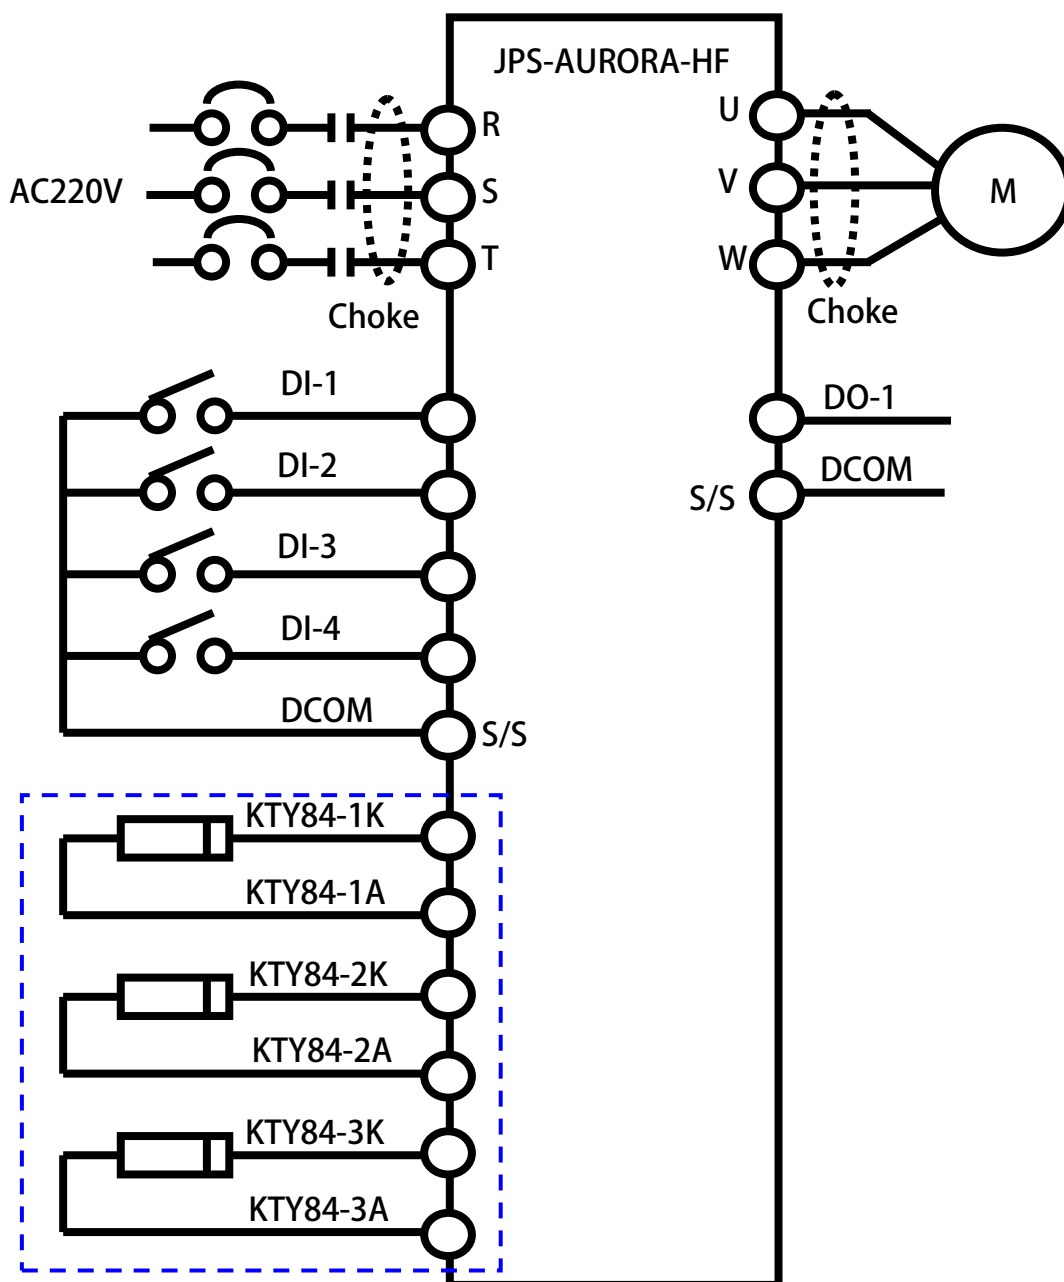 JPS-AURORA-HF
R
U
AC220V
S
V
M
T
W
Choke
Choke
DI-1
DO-1
DI-2
DCOM
S/S
DI-3
DI-4
DCOM
S/S
KTY84-1K
KTY84-1A
KTY84-2K
KTY84-2A
KTY84-3K
KTY84-3A